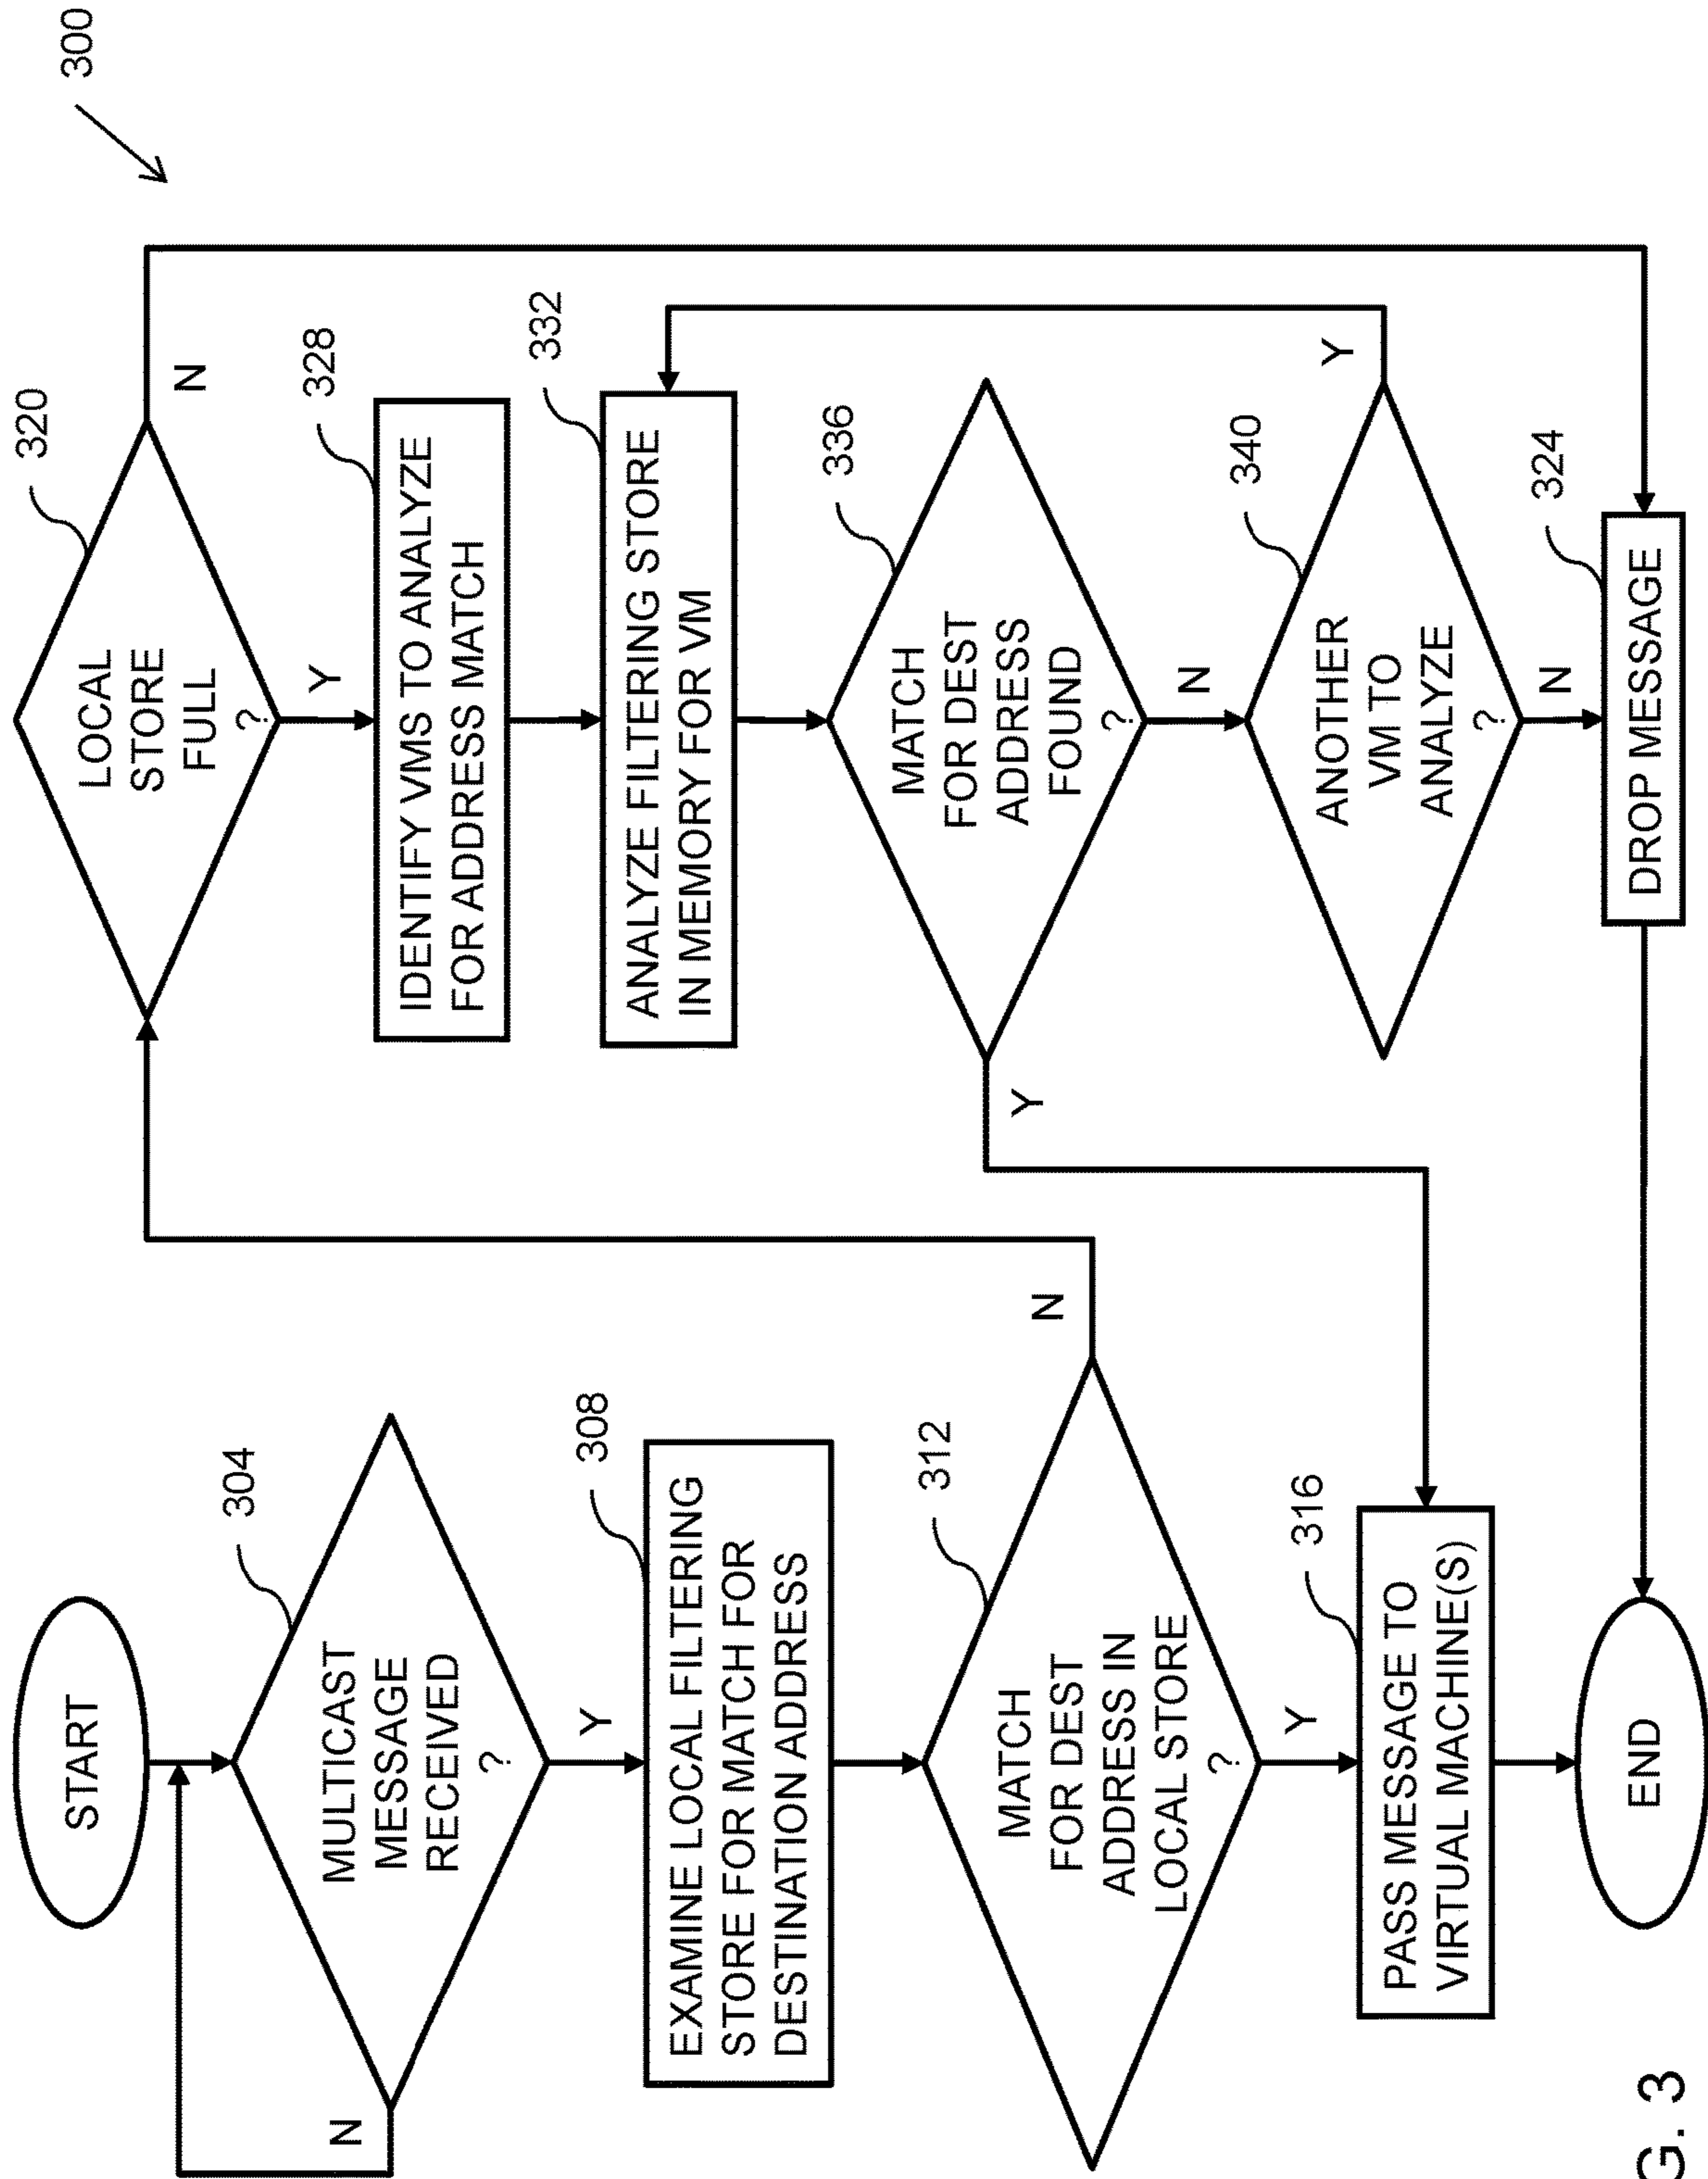 300
START
304
MULTICAST
MESSAGE
RECEIVED
?
N
Y
308
EXAMINE LOCAL FILTERING
STORE FOR MATCH FOR
DESTINATION ADDRESS
312
MATCH
FOR DEST
ADDRESS IN
LOCAL STORE
?
N
Y
316
PASS MESSAGE TO
VIRTUAL MACHINE(S)
END
320
LOCAL
STORE
FULL
?
N
Y
328
IDENTIFY VMS TO ANALYZE
FOR ADDRESS MATCH
332
ANALYZE FILTERING STORE
IN MEMORY FOR VM
336
MATCH
FOR DEST
ADDRESS
FOUND
?
Y
N
340
ANOTHER
VM TO
ANALYZE
?
Y
N
324
DROP MESSAGE
G. 3